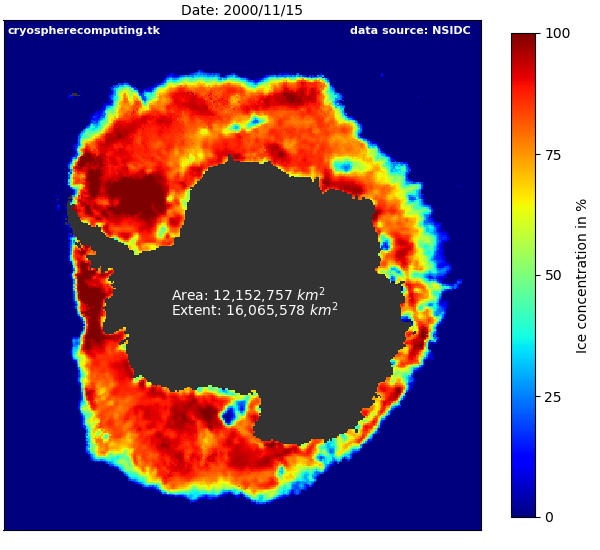 Date: 2000/11/15
cryospherecomputing.tk data source: NSIDC
100
75
50
25
0
Ice concentration in %
Area: 12,152,757 km²
Extent: 16,065,578 km²